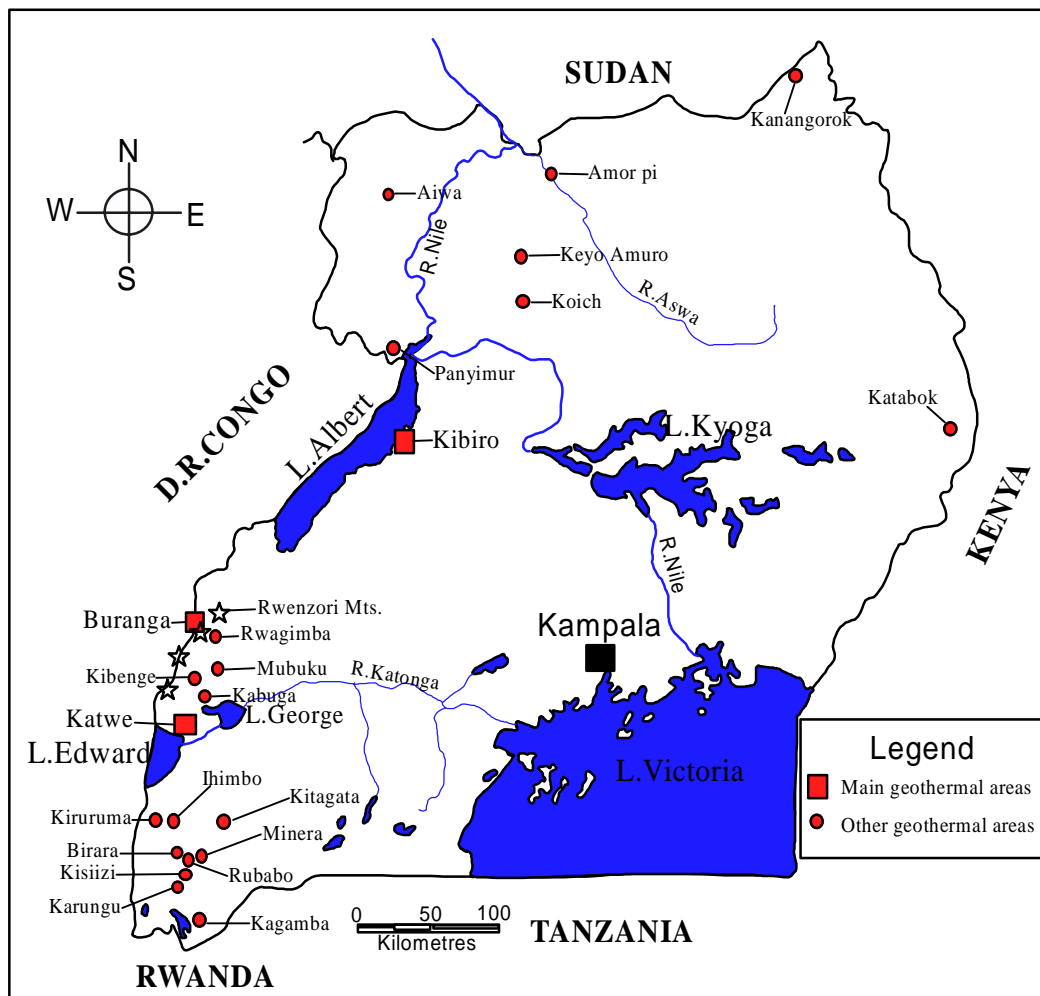 SUDAN
Kanangorok
N
W
E
S
Aiwa
Amor pi
R.Nile
Keyo Amuro
Koich
R.Aswa
Panyimur
D.R.CONGO
L.Albert
Kibiro
L.Kyoga
Katabok
KENYA
R.Nile
Buranga
Rwenzori Mts.
Rwagimba
Kampala
Kibenge
Mubuku
R.Katonga
Kabuga
Katwe
L.George
L.Edward
L.Victoria
Legend
Main geothermal areas
Other geothermal areas
Ihimbo
Kiruruma
Kitagata
Birara
Minera
Kisiizi
Rubabo
Karungu
Kagamba
0 50 100
Kilometres
TANZANIA
RWANDA